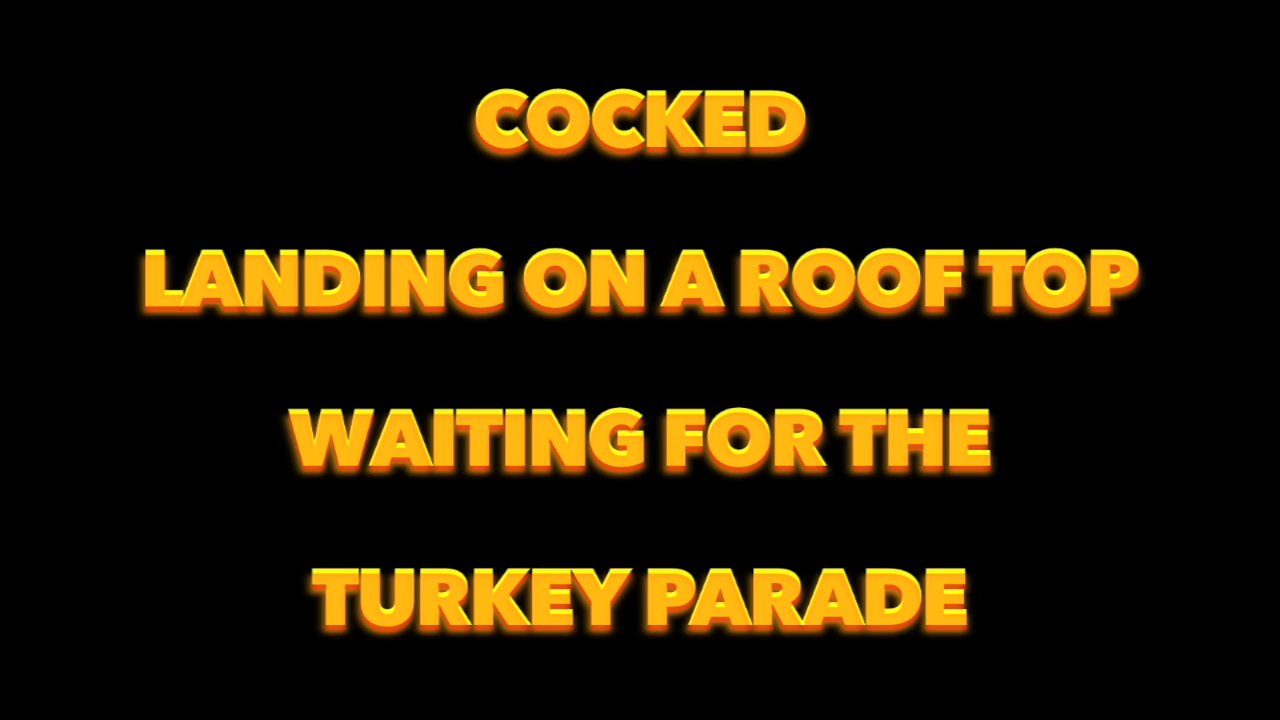 COCKED
LANDING ON A ROOF TOP
WAITING FOR THE
TURKEY PARADE